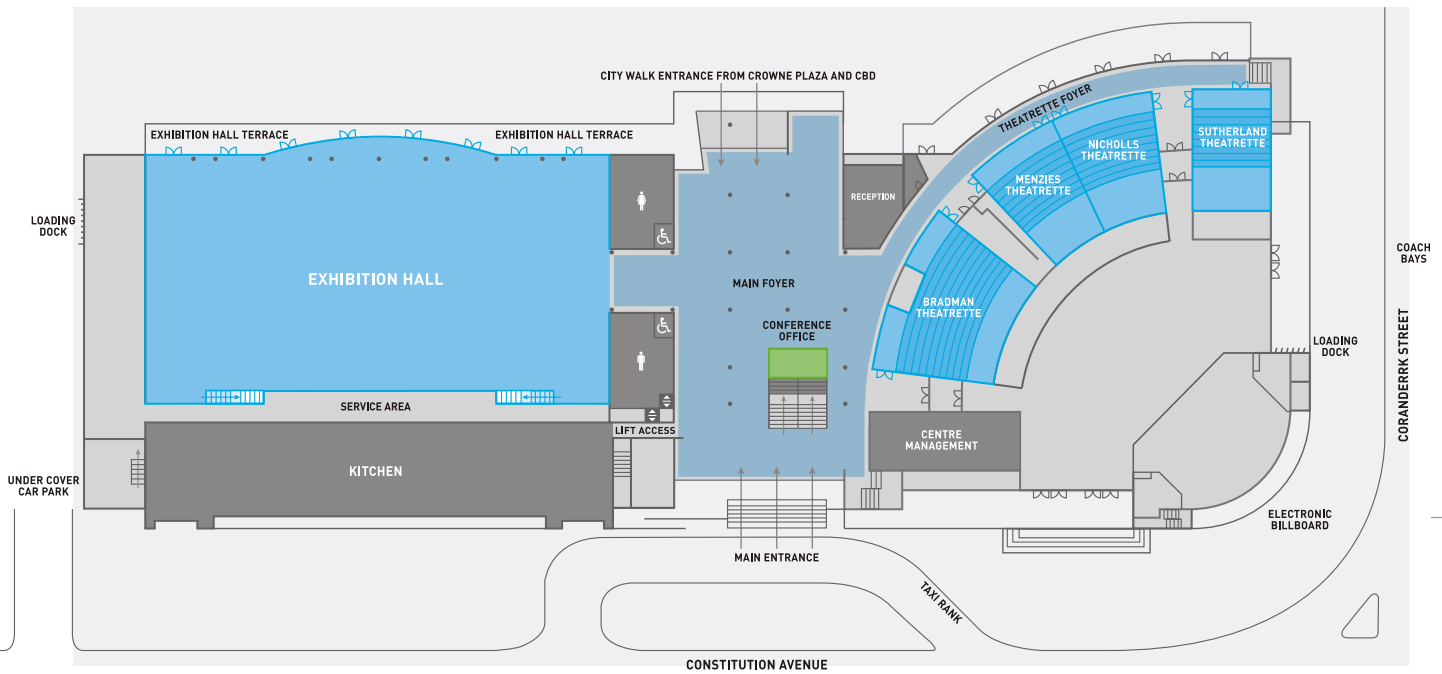 CITY WALK ENTRANCE FROM CROWNE PLAZA AND CBD
EXHIBITION HALL TERRACE
EXHIBITION HALL TERRACE
THEATRETTE FOYER
SUTHERLAND
THEATRETTE
NICHOLLS
THEATRETTE
MENZIES
THEATRETTE
RECEPTION
LOADING
DOCK
COACH
BAYS
EXHIBITION HALL
MAIN FOYER
BRADMAN
THEATRETTE
CONFERENCE
OFFICE
LOADING
DOCK
CORANDERRK STREET
SERVICE AREA
LIFT ACCESS
CENTRE
MANAGEMENT
KITCHEN
UNDER COVER
CAR PARK
ELECTRONIC
BILLBOARD
MAIN ENTRANCE
TAXI RANK
CONSTITUTION AVENUE